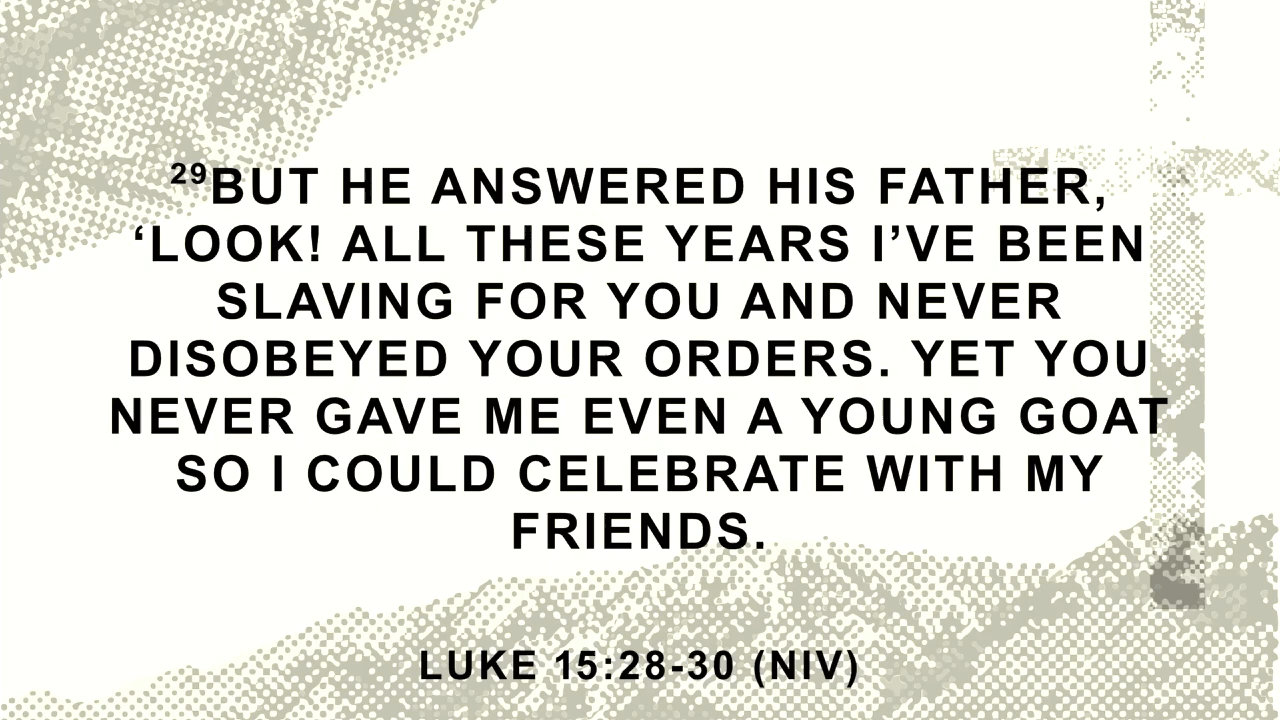 ²⁹BUT HE ANSWERED HIS FATHER,
‘LOOK! ALL THESE YEARS I’VE BEEN
SLAVING FOR YOU AND NEVER
DISOBEYED YOUR ORDERS. YET YOU
NEVER GAVE ME EVEN A YOUNG GOAT
SO I COULD CELEBRATE WITH MY
FRIENDS.
LUKE 15:28-30 (NIV)